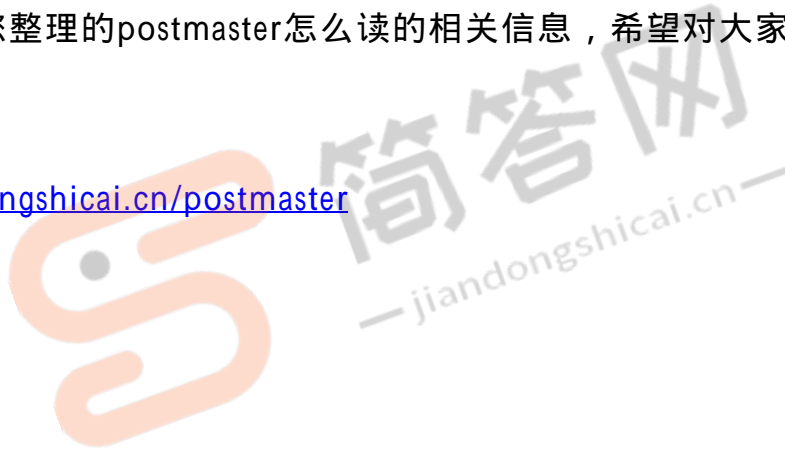 整理的postmaster怎么读的相关信息，希望对大家
ngshicai.cn/postmaster
简答网
jiandongshicai.cn